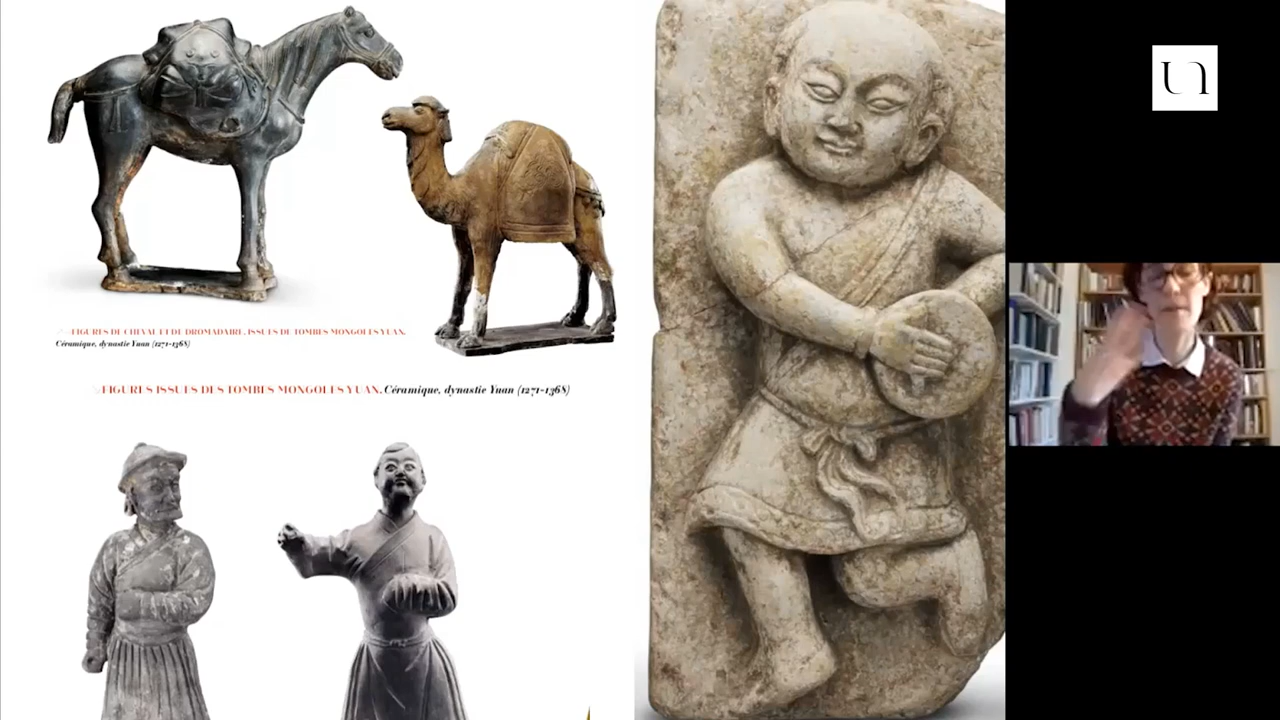 FIGURES DE CHEVAL ET DE DROMADAIRE, ISSUES DE TOMBES MONGOLES YUAN.
Céramique, dynastie Yuan (1271-1368)
FIGURES ISSUES DES TOMBES MONGOLES YUAN. Céramique, dynastie Yuan (1271-1368)